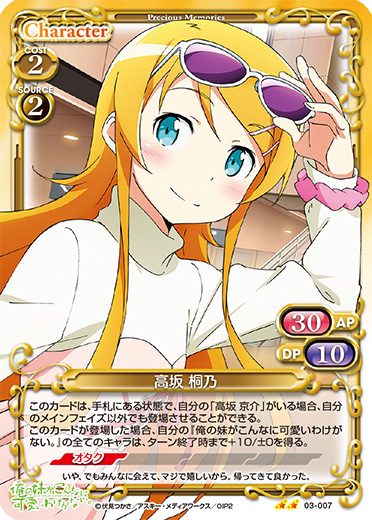 Precious Memories
Character
COST
2
SOURCE
2
30 AP
DP 10
高坂 桐乃
このカードは、手札にある状態で、自分の「高坂 京介」がいる場合、自分
のメインフェイズ以外でも登場させることができる。
このカードが登場した場合、自分の「俺の妹がこんなに可愛いわけが
ない。」の全てのキャラは、ターン終了時まで+10/±0を得る。
オタク
いや、でもみんなに会えて、マジで嬉しいから、帰ってきて良かった。
俺の妹がこんなに
可愛いわけがない。
©伏見つかさ/アスキー・メディアワークス/OIP2
03-007